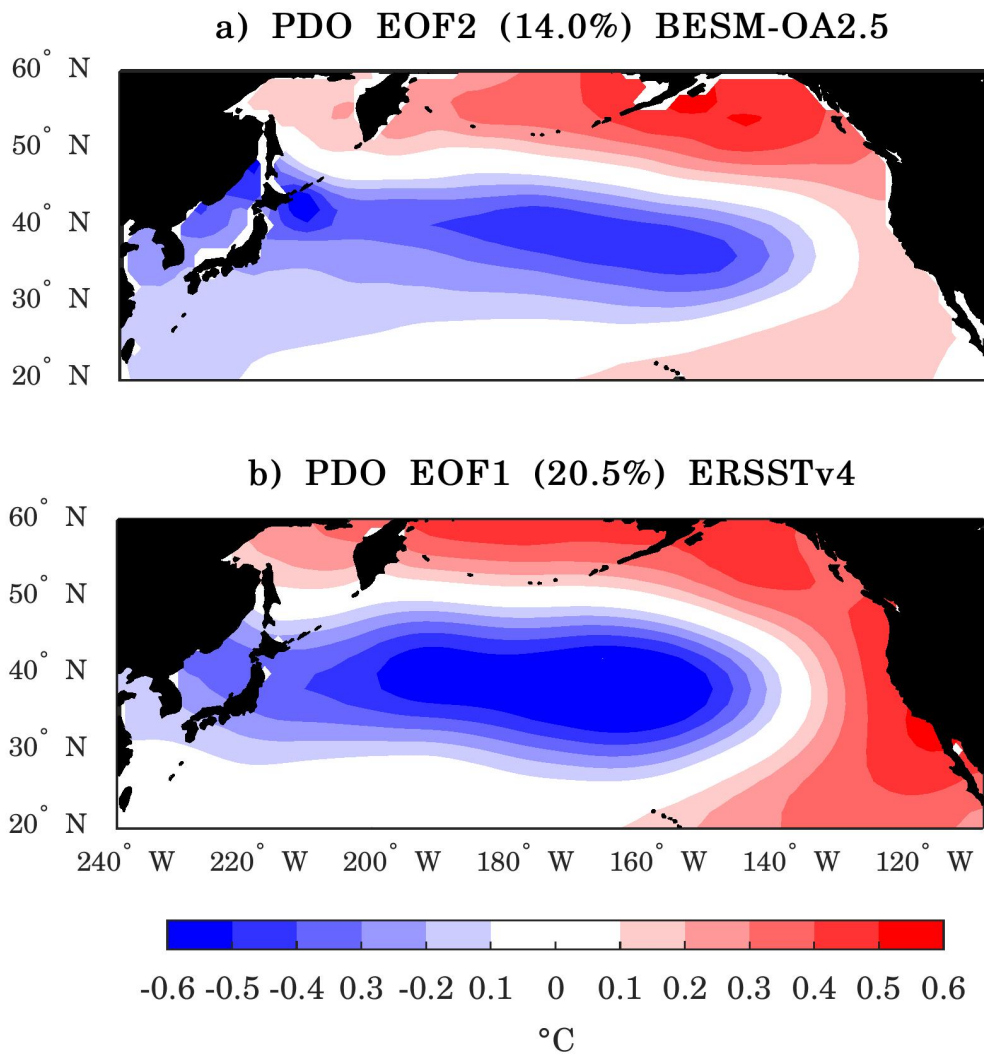 a) PDO EOF2 (14.0%) BESM-OA2.5
60° N
50° N
40° N
30° N
20° N
b) PDO EOF1 (20.5%) ERSSTv4
60° N
50° N
40° N
30° N
20° N
240° W 220° W 200° W 180° W 160° W 140° W 120° W
-0.6 -0.5 -0.4 0.3 -0.2 0.1 0 0.1 0.2 0.3 0.4 0.5 0.6
°C